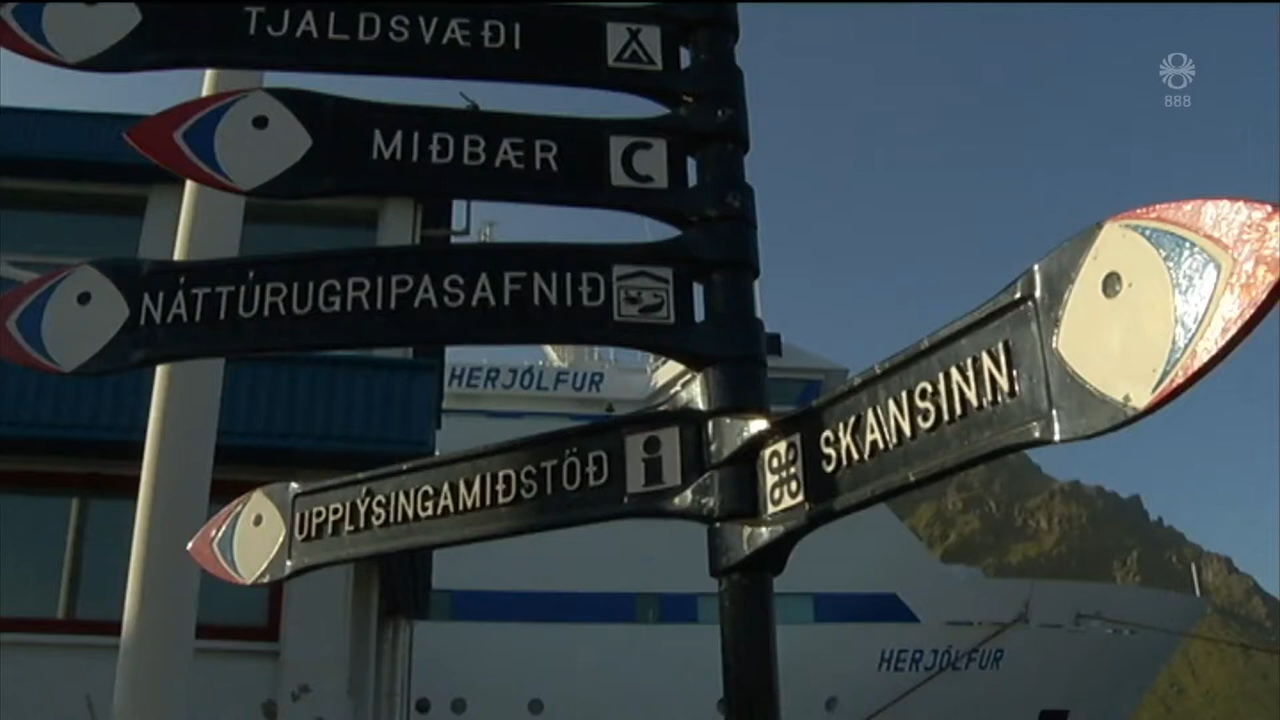 TJALDSVÆÐI
888
MIÐBÆR
NÁTTÚRUGRIPASAFNIÐ
HERJÓLFUR
SKANSINN
UPPLÝSINGAMIÐSTÖÐ i
HERJÓLFUR